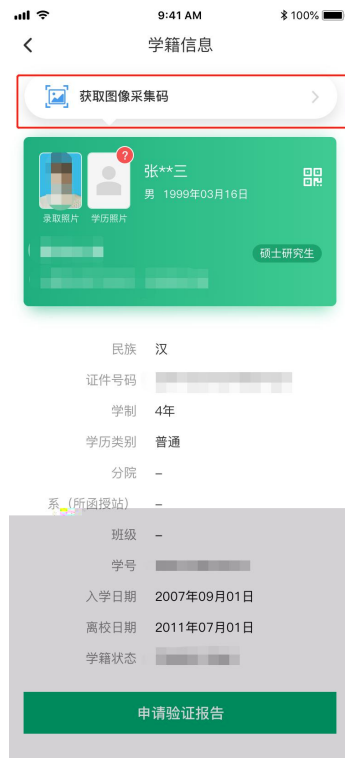 9:41 AM
100%
学籍信息
获取图像采集码
?
张**三
男 1999年03月16日
录取照片 学历照片
硕士研究生
民族 汉
证件号码
学制 4年
学历类别 普通
分院 –
系（所函授站） –
班级 –
学号
入学日期 2007年09月01日
离校日期 2011年07月01日
学籍状态
申请验证报告